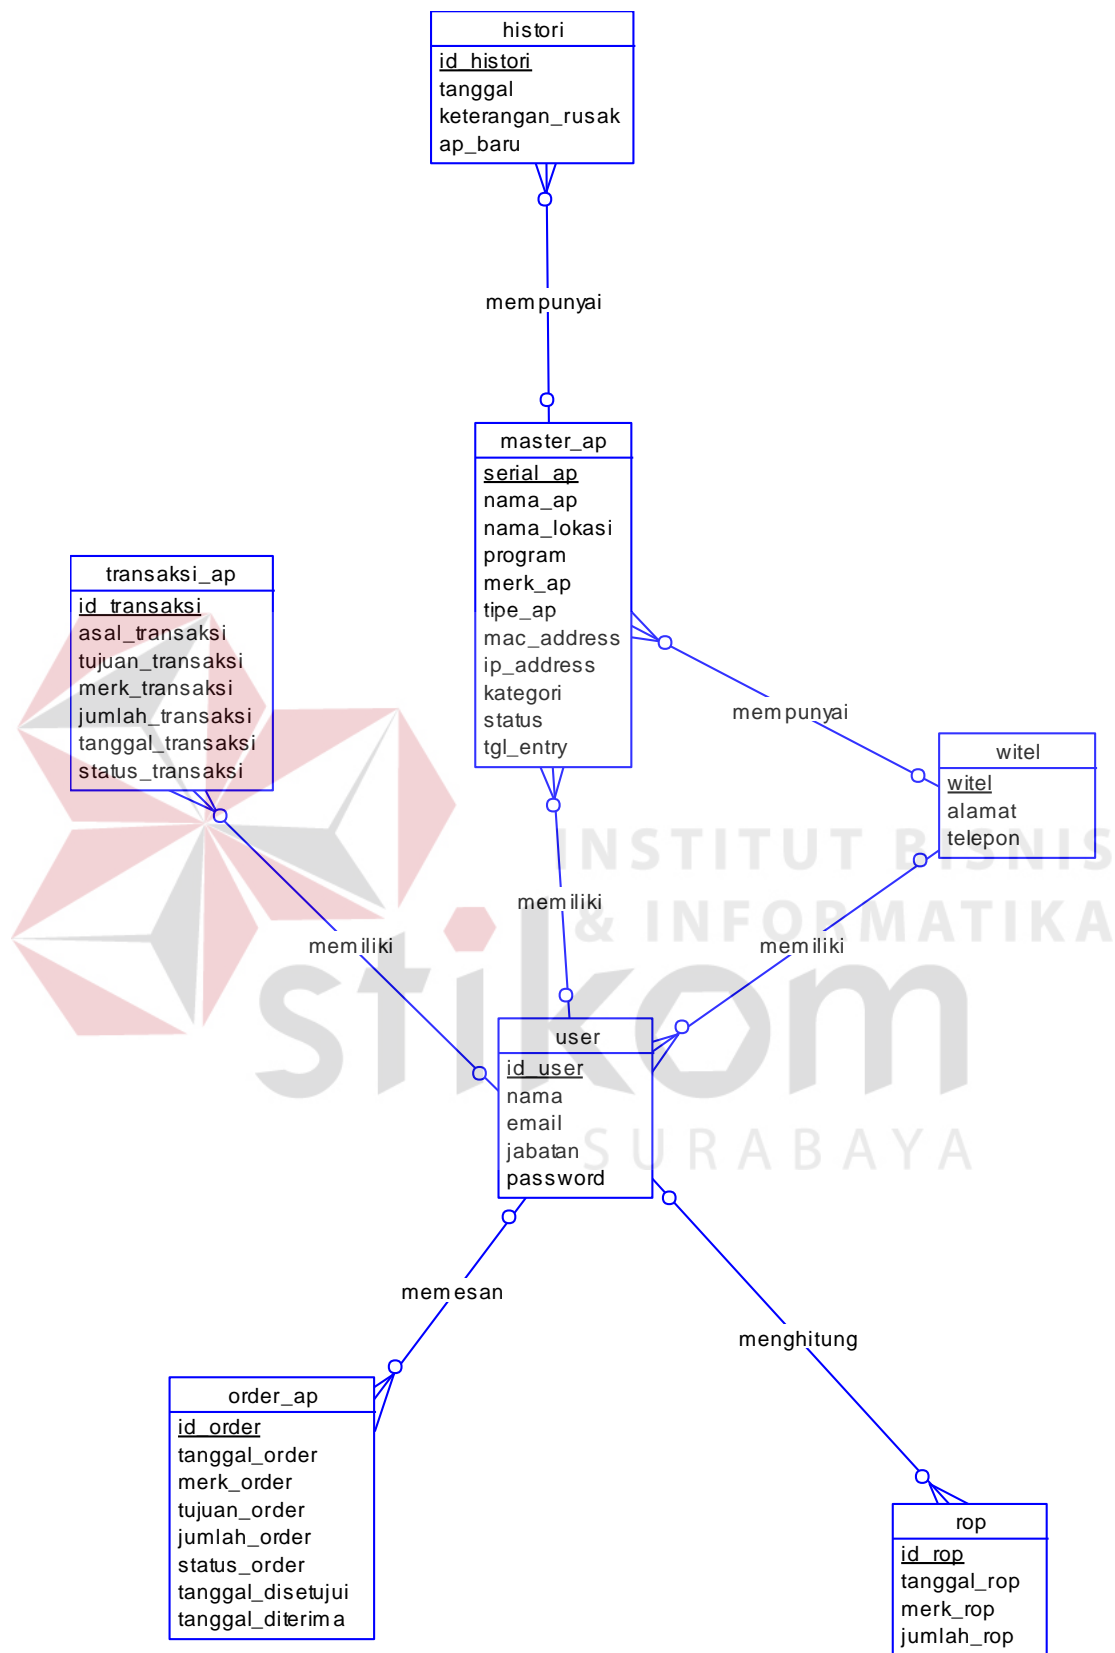 histori
id_histori
tanggal
keterangan_rusak
ap_baru
mempunyai
master_ap
serial_ap
nama_ap
nama_lokasi
program
merk_ap
tipe_ap
mac_address
ip_address
kategori
status
tgl_entry
transaksi_ap
id_transaksi
asal_transaksi
tujuan_transaksi
merk_transaksi
jumlah_transaksi
tanggal_transaksi
status_transaksi
mempunyai
witel
witel
alamat
telepon
INSTITUT BISNIS
& INFORMATIKA
stikom
SURABAYA
memiliki
memiliki
memiliki
user
id_user
nama
email
jabatan
password
memesan
menghitung
order_ap
id_order
tanggal_order
merk_order
tujuan_order
jumlah_order
status_order
tanggal_disetujui
tanggal_diterima
rop
id_rop
tanggal_rop
merk_rop
jumlah_rop